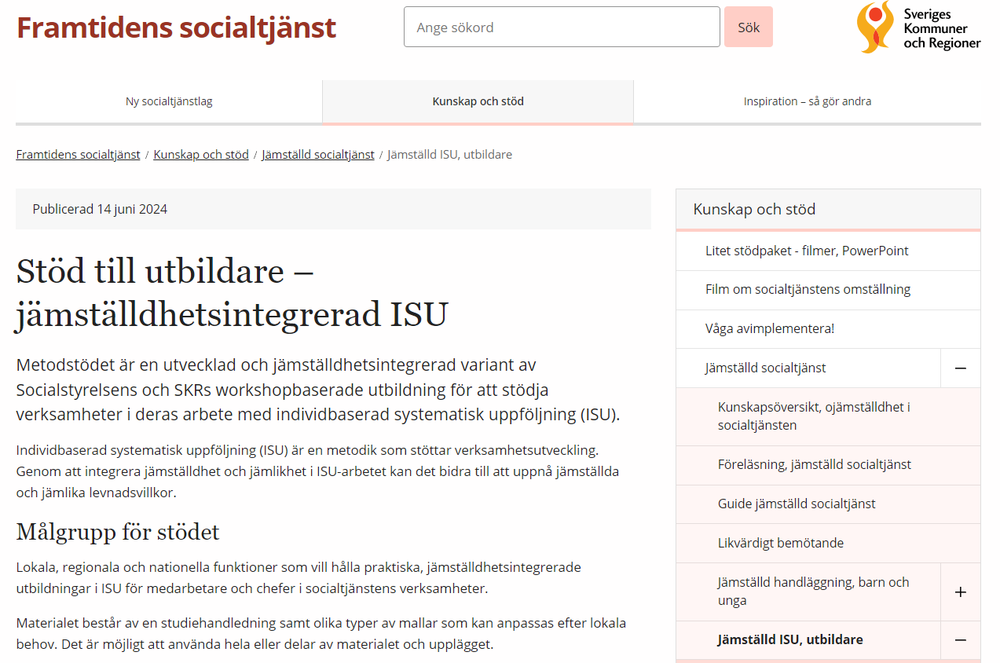 Framtidens socialtjänst
Ange sökord
Sök
Sveriges
Kommuner
och Regioner
Ny socialtjänstlag
Kunskap och stöd
Inspiration – så gör andra
Framtidens socialtjänst / Kunskap och stöd / Jämställd socialtjänst / Jämställd ISU, utbildare
Publicerad 14 juni 2024
Stöd till utbildare –
jämställdhetsintegrerad ISU
Metodstödet är en utvecklad och jämställdhetsintegrerad variant av
Socialstyrelsens och SKRs workshopbaserade utbildning för att stödja
verksamheter i deras arbete med individbaserad systematisk uppföljning (ISU).
Individbaserad systematisk uppföljning (ISU) är en metodik som stöttar verksamhetsutveckling.
Genom att integrera jämställdhet och jämlikhet i ISU-arbetet kan det bidra till att uppnå jämställda
och jämlika levnadsvillkor.
Målgrupp för stödet
Lokala, regionala och nationella funktioner som vill hålla praktiska, jämställdhetsintegrerade
utbildningar i ISU för medarbetare och chefer i socialtjänstens verksamheter.
Materialet består av en studiehandledning samt olika typer av mallar som kan anpassas efter lokala
behov. Det är möjligt att använda hela eller delar av materialet och upplägget.
Kunskap och stöd
Litet stödpaket - filmer, PowerPoint
Film om socialtjänstens omställning
Våga avimplementera!
Jämställd socialtjänst
Kunskapsöversikt, ojämställdhet i
socialtjänsten
Föreläsning, jämställd socialtjänst
Guide jämställd socialtjänst
Likvärdigt bemötande
Jämställd handläggning, barn och
unga
Jämställd ISU, utbildare